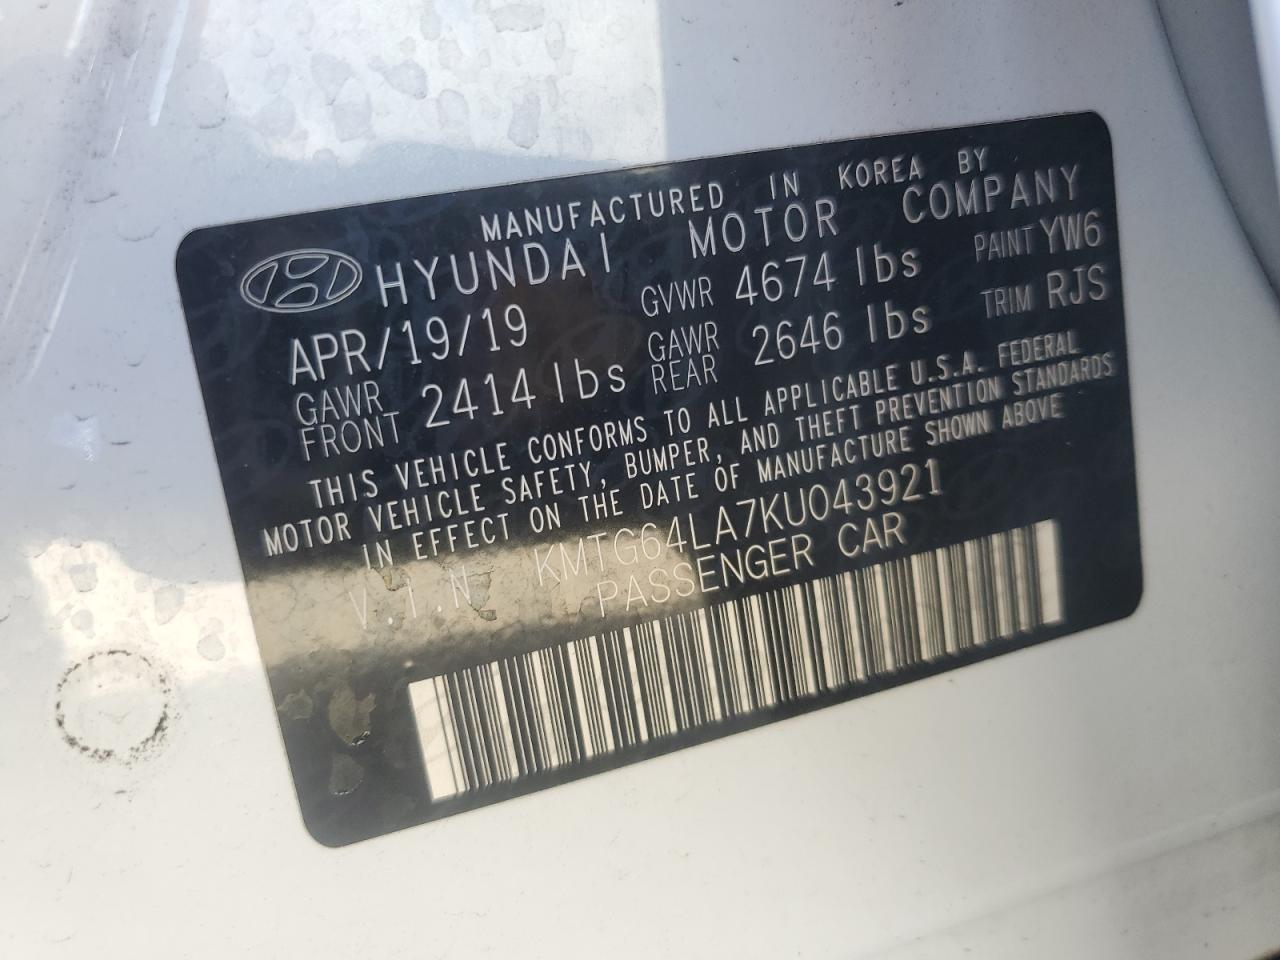 MANUFACTURED IN KOREA BY
HYUNDAI MOTOR COMPANY
APR/19/19 GVWR 4674 lbs PAINT YW6
GAWR FRONT 2414 lbs GAWR REAR 2646 lbs TRIM RJS
THIS VEHICLE CONFORMS TO ALL APPLICABLE U.S.A. FEDERAL
MOTOR VEHICLE SAFETY, BUMPER, AND THEFT PREVENTION STANDARDS
IN EFFECT ON THE DATE OF MANUFACTURE SHOWN ABOVE
V.I.N KMTG64LA7KU043921
PASSENGER CAR